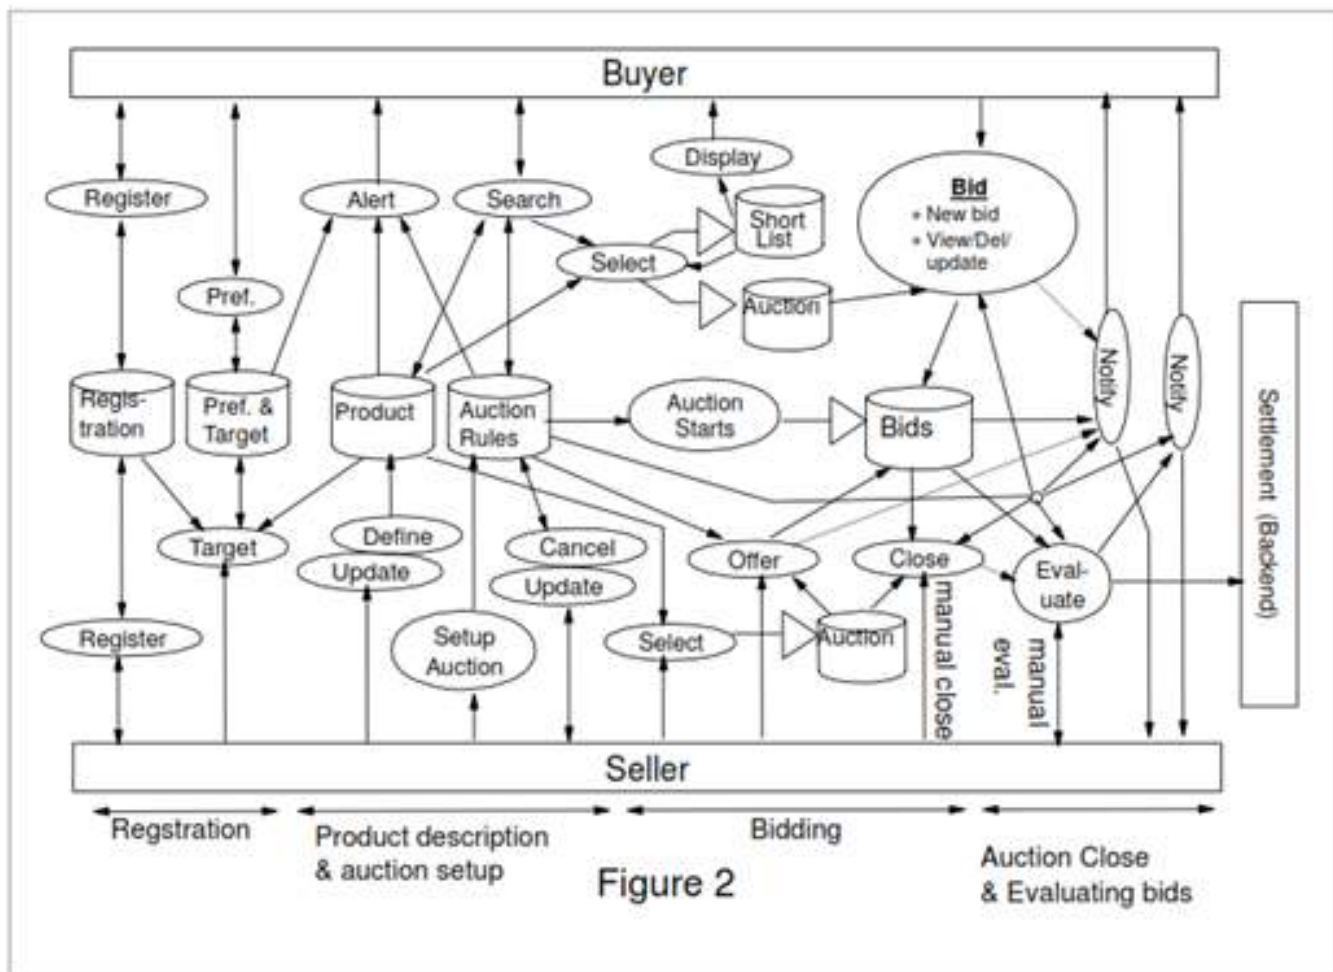 Buyer
Register
Alert
Search
Display
Bid
• New bid
• View/Del/
update
Short
List
Select
Pref.
Auction
Notify
Notify
Regis-
tration
Pref. &
Target
Product
Auction
Rules
Auction
Starts
Bids
Settlement (Backend)
Target
Define
Update
Cancel
Update
Offer
Close
Eval-
uate
Register
Setup
Auction
Select
Auction
manual close
manual
eval.
Seller
Regstration
Product description
& auction setup
Bidding
Auction Close
& Evaluating bids
Figure 2